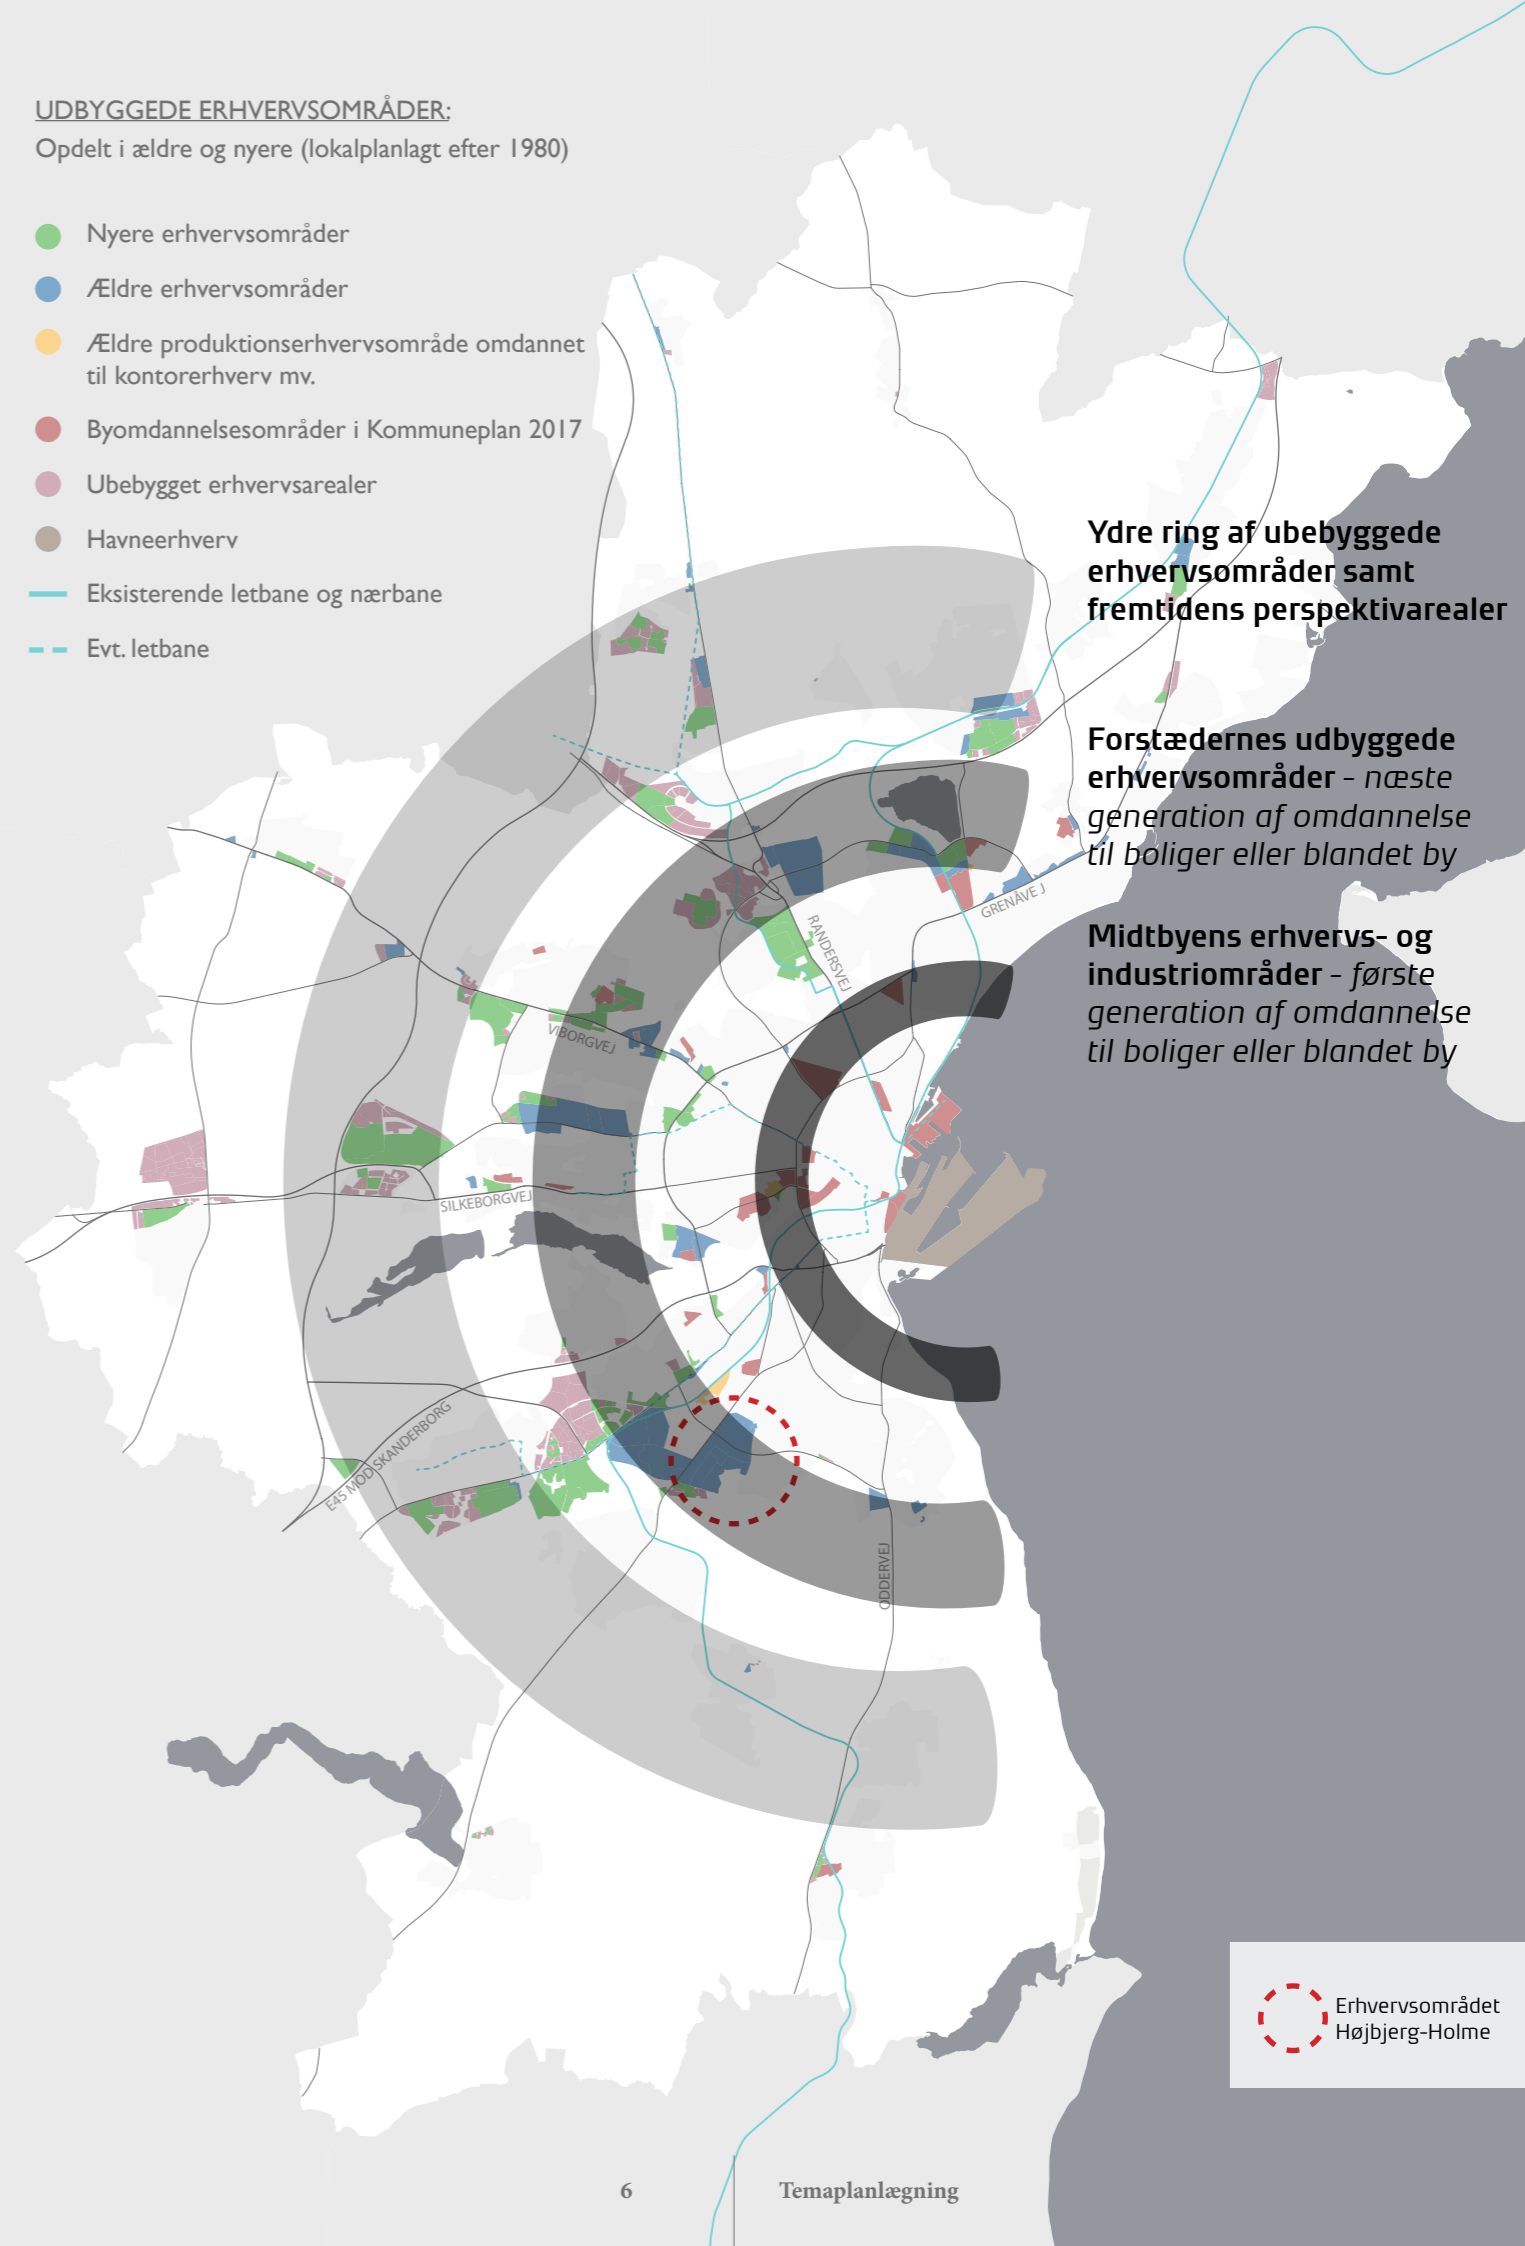 UDBYGGEDE ERHVERVSOMRÅDER:
Opdelt i ældre og nyere (lokalplanlagt efter 1980)
Nyere erhvervsområder
Ældre erhvervsområder
Ældre produktionserhvervsområde omdannet
til kontorerhverv mv.
Byomdannelsesområder i Kommuneplan 2017
Ubebygget erhvervsarealer
Havneerhverv
Eksisterende letbane og nærbane
Evt. letbane
Ydre ring af ubebyggede
erhvervsområder samt
fremtidens perspektivarealer
Forstædernes udbyggede
erhvervsområder - næste
generation af omdannelse
til boliger eller blandet by
GRENÅVE J
RANDERSVEJ
Midtbyens erhvervs- og
industriområder - første
generation af omdannelse
til boliger eller blandet by
VIBORGVEJ
SILKEBORGVEJ
E45 MOD SKANDERBORG
ODDERVEJ
Erhvervsområdet
Højbjerg-Holme
6
Temaplanlægning